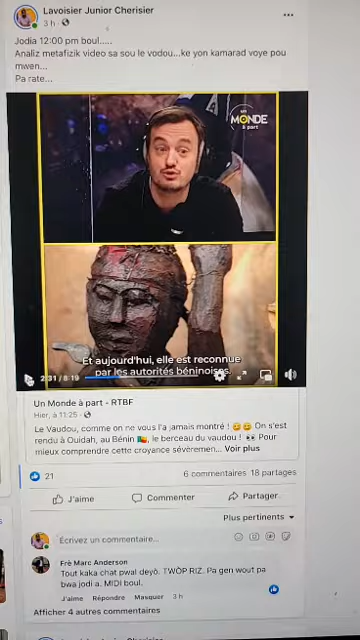 Lavoisier Junior Cherisier
3 h ·
Jodia 12:00 pm boul.....
Analiz metafizik video sa sou le vodou...ke yon kamarad voye pou
mwen...
Pa rate...
UN
MONDE
à part
Et aujourd'hui, elle est reconnue
par les autorités béninoises.
2:31 / 8:19
Un Monde à part - RTBF
Hier, à 11:25 ·
Le Vaudou, comme on ne vous l'a jamais montré ! 😄😄 On s'est
rendu à Ouidah, au Bénin 🇧🇯, le berceau du vaudou ! 👀 Pour
mieux comprendre cette croyance sévèremen... Voir plus
21
6 commentaires 18 partages
J'aime
Commenter
Partager
Plus pertinents
Écrivez un commentaire...
Frè Marc Anderson
Tout kaka chat pwal deyò. TWÒP RIZ. Pa gen wout pa
bwa jodi a. MIDI boul.
J'aime Répondre Masquer 3 h
Afficher 4 autres commentaires